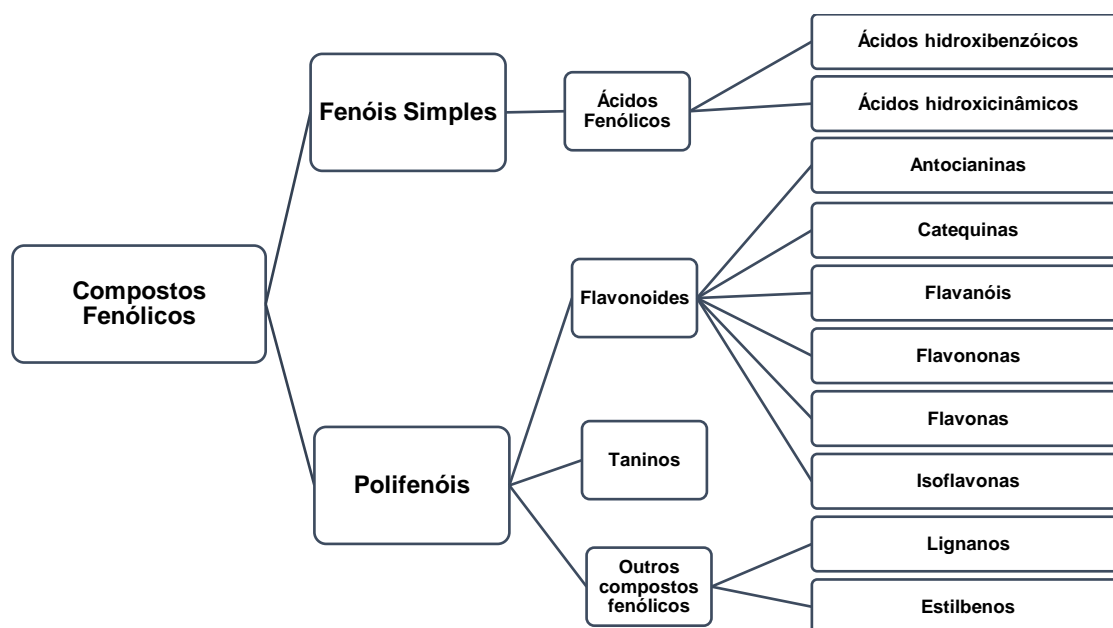 Compostos
Fenólicos
Fenóis Simples
Ácidos
Fenólicos
Ácidos hidroxibenzóicos
Ácidos hidroxicinâmicos
Polifenóis
Flavonoides
Antocianinas
Catequinas
Flavanóis
Flavononas
Flavonas
Isoflavonas
Taninos
Outros
compostos
fenólicos
Lignanos
Estilbenos